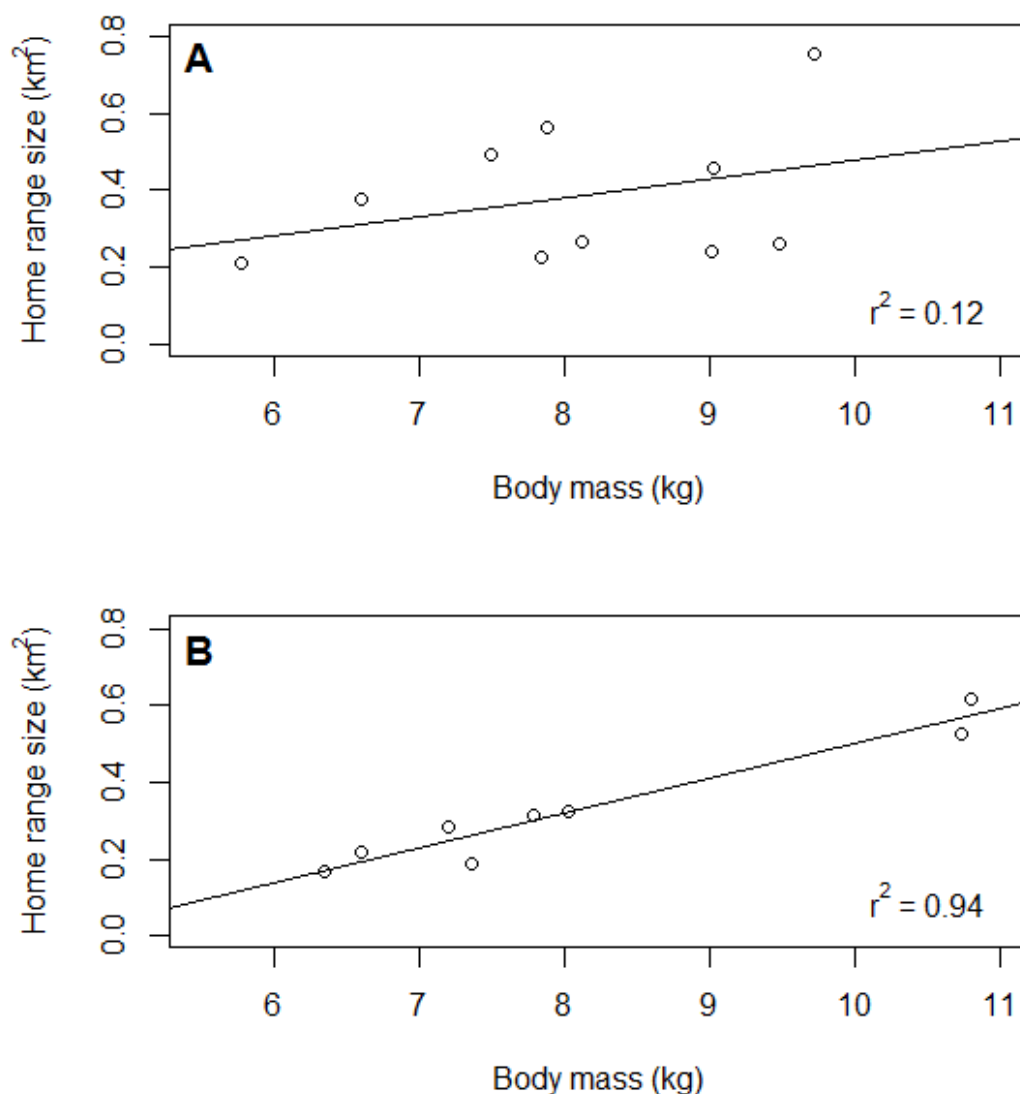 A
Home range size (km²)
0.8
0.6
0.4
0.2
0.0
r² = 0.12
6 7 8 9 10 11
Body mass (kg)
B
Home range size (km²)
0.8
0.6
0.4
0.2
0.0
r² = 0.94
6 7 8 9 10 11
Body mass (kg)